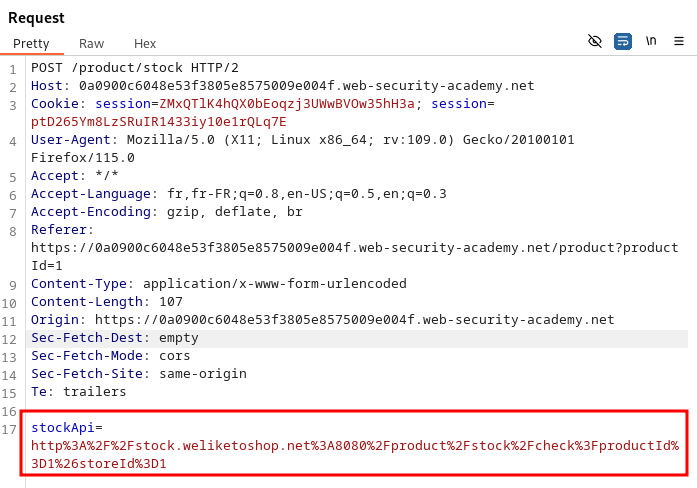 Request
Pretty Raw Hex
\n
1 POST /product/stock HTTP/2
2 Host: 0a0900c6048e53f3805e8575009e004f.web-security-academy.net
3 Cookie: session=ZMxQTlK4hQX0bEoqzj3UWwBVOw35hH3a; session=
ptD265Ym8LzSRuIR1433iy10e1rQLq7E
4 User-Agent: Mozilla/5.0 (X11; Linux x86_64; rv:109.0) Gecko/20100101
Firefox/115.0
5 Accept: */*
6 Accept-Language: fr,fr-FR;q=0.8,en-US;q=0.5,en;q=0.3
7 Accept-Encoding: gzip, deflate, br
8 Referer:
https://0a0900c6048e53f3805e8575009e004f.web-security-academy.net/product?product
Id=1
9 Content-Type: application/x-www-form-urlencoded
10 Content-Length: 107
11 Origin: https://0a0900c6048e53f3805e8575009e004f.web-security-academy.net
12 Sec-Fetch-Dest: empty
13 Sec-Fetch-Mode: cors
14 Sec-Fetch-Site: same-origin
15 Te: trailers
16
17 stockApi=
http%3A%2F%2Fstock.weliketoshop.net%3A8080%2Fproduct%2Fstock%2Fcheck%3FproductId%
3D1%26storeId%3D1